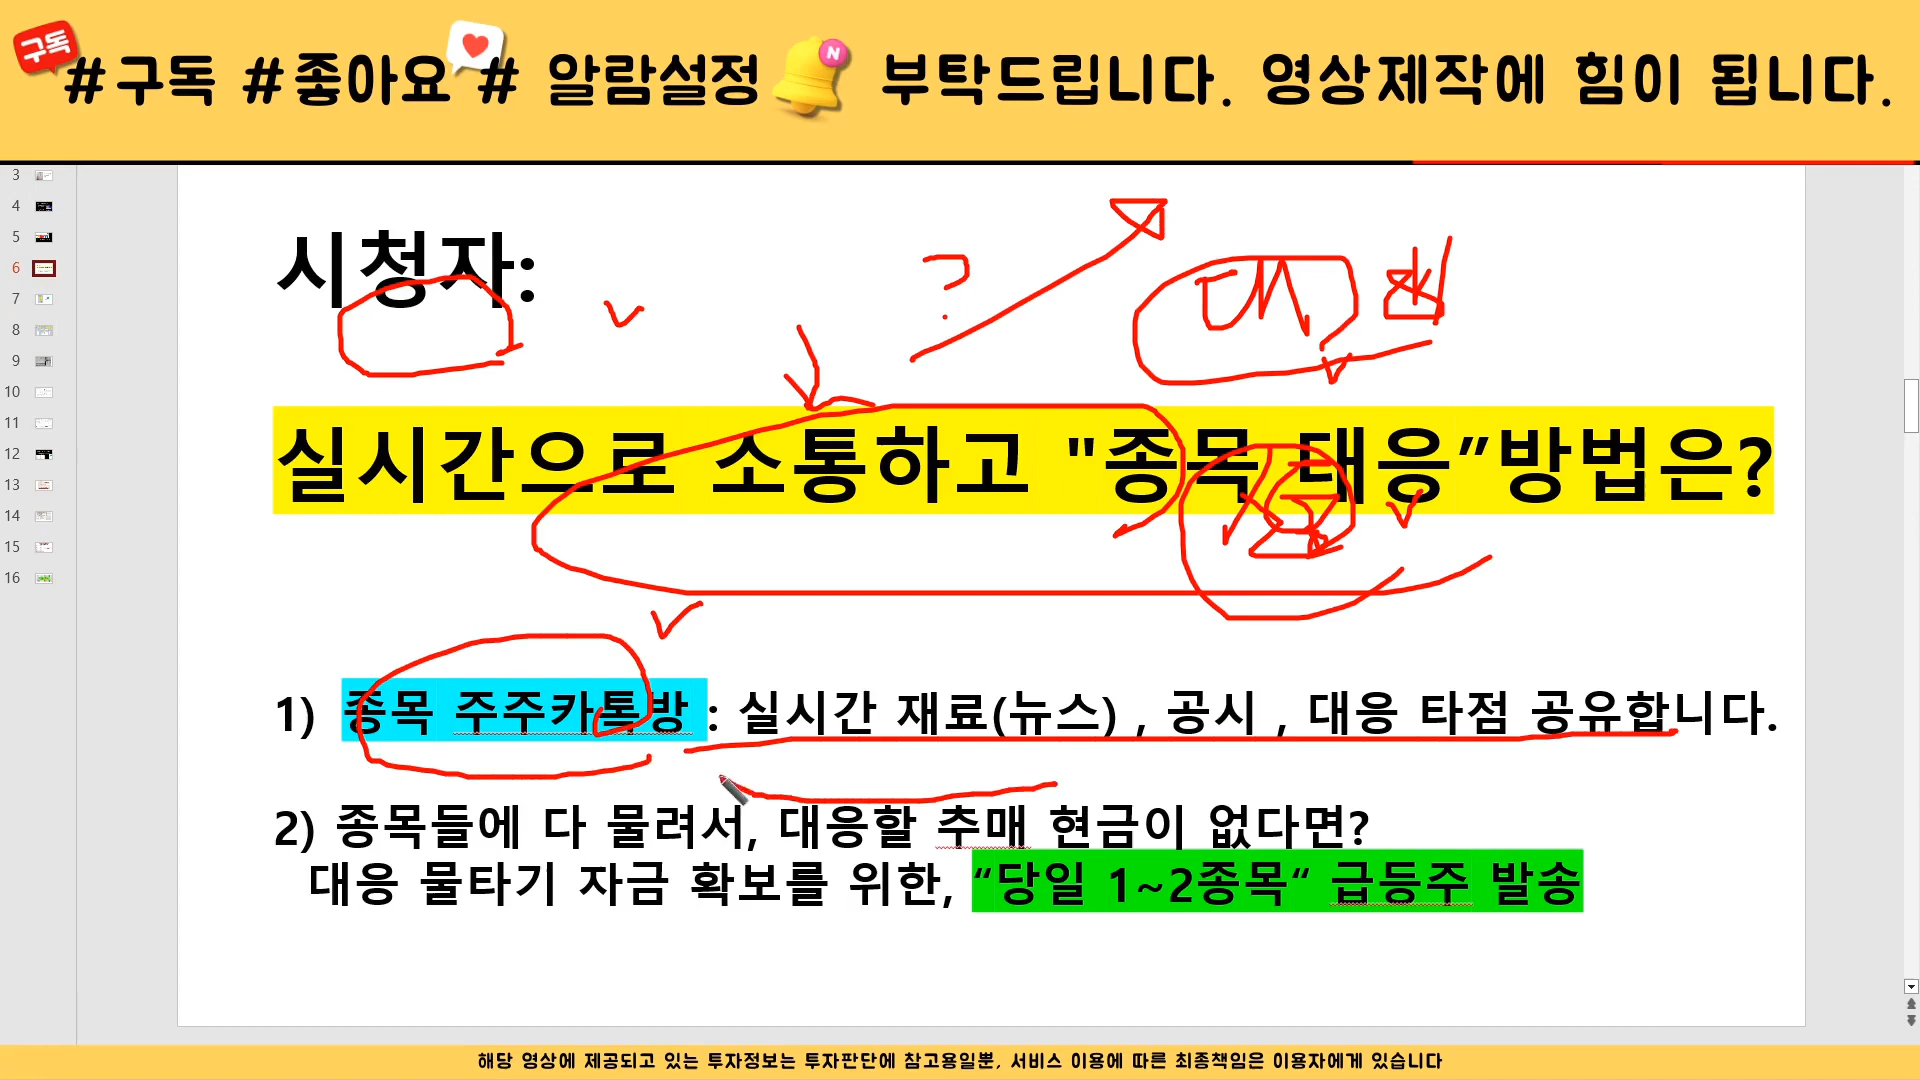 구독
#구독 #좋아요 # 알람설정 N 부탁드립니다. 영상제작에 힘이 됩니다.
3
4
5
6
7
8
9
10
11
12
13
14
15
16
시청자:
?
실시간으로 소통하고 "종목 대응”방법은?
1) 종목 주주카톡방 : 실시간 재료(뉴스) , 공시 , 대응 타점 공유합니다.
2) 종목들에 다 물려서, 대응할 추매 현금이 없다면?
대응 물타기 자금 확보를 위한, “당일 1~2종목“ 급등주 발송
해당 영상에 제공되고 있는 투자정보는 투자판단에 참고용일뿐, 서비스 이용에 따른 최종책임은 이용자에게 있습니다